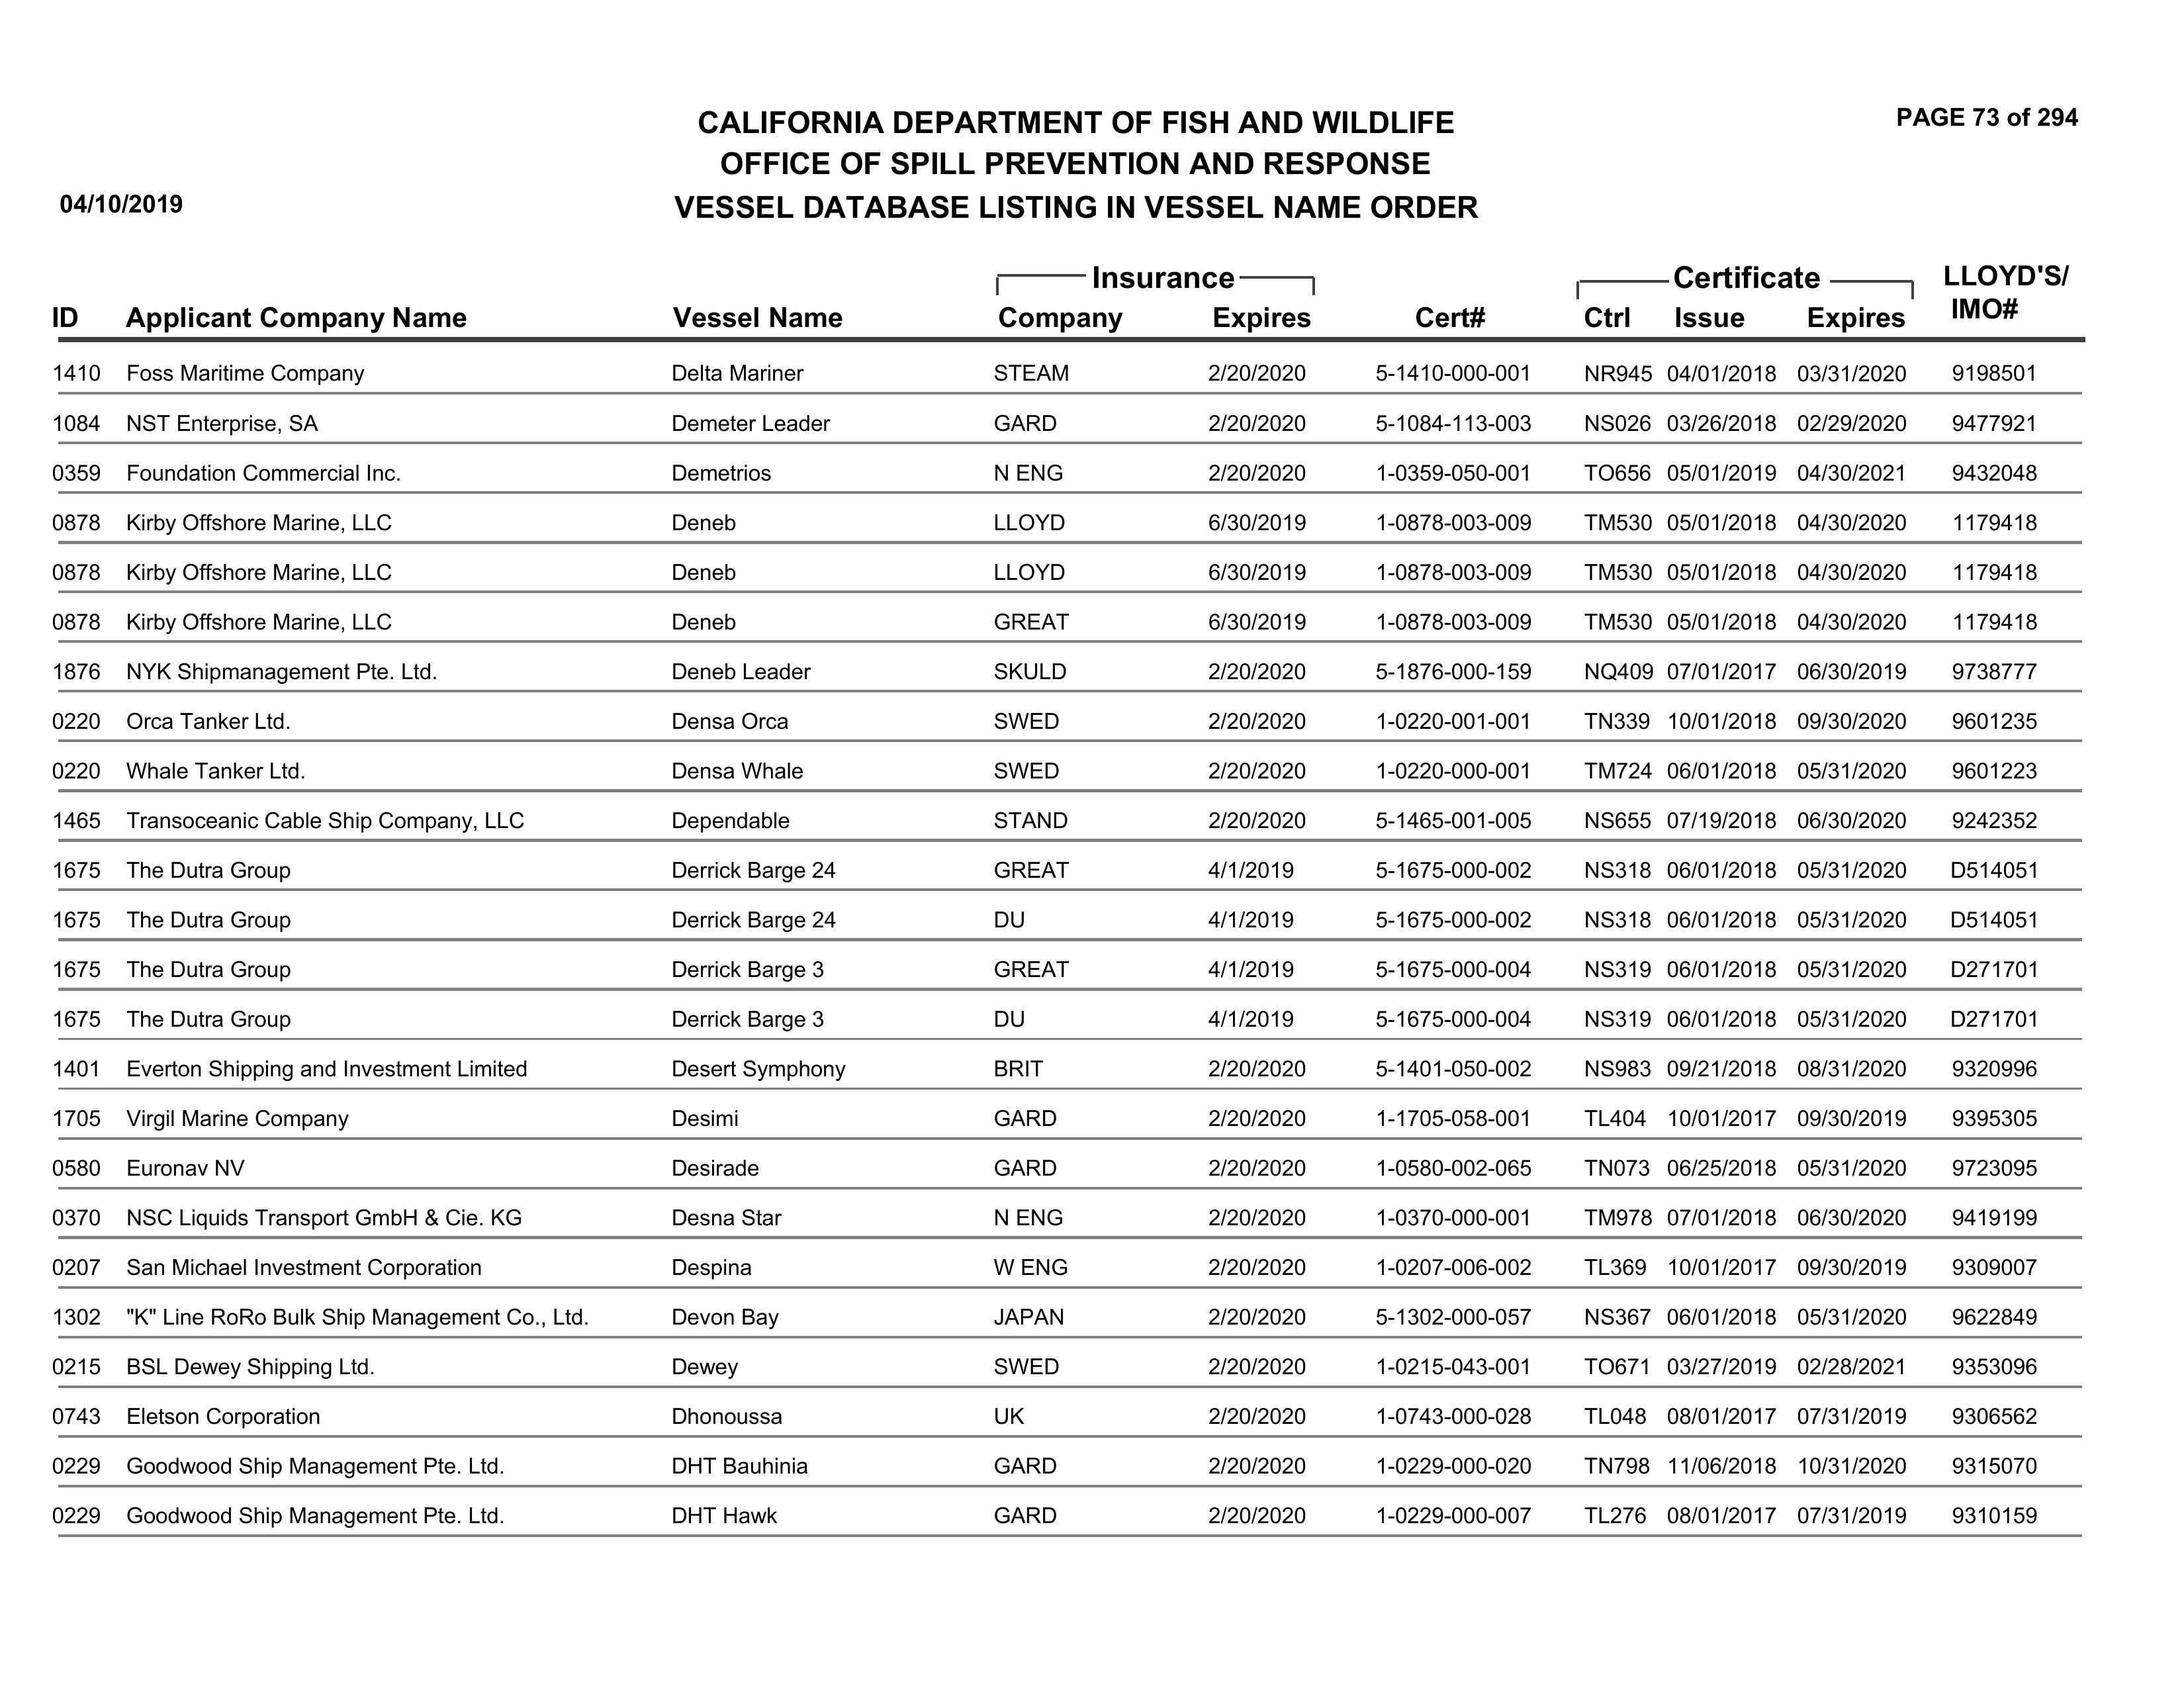 CALIFORNIA DEPARTMENT OF FISH AND WILDLIFE
PAGE 73 of 294
OFFICE OF SPILL PREVENTION AND RESPONSE
04/10/2019
VESSEL DATABASE LISTING IN VESSEL NAME ORDER
Insurance Certificate LLOYD'S/
ID Applicant Company Name Vessel Name Company Expires Cert# Ctrl Issue Expires IMO#
1410 Foss Maritime Company Delta Mariner STEAM 2/20/2020 5-1410-000-001 NR945 04/01/2018 03/31/2020 9198501
1084 NST Enterprise, SA Demeter Leader GARD 2/20/2020 5-1084-113-003 NS026 03/26/2018 02/29/2020 9477921
0359 Foundation Commercial Inc. Demetrios N ENG 2/20/2020 1-0359-050-001 TO656 05/01/2019 04/30/2021 9432048
0878 Kirby Offshore Marine, LLC Deneb LLOYD 6/30/2019 1-0878-003-009 TM530 05/01/2018 04/30/2020 1179418
0878 Kirby Offshore Marine, LLC Deneb LLOYD 6/30/2019 1-0878-003-009 TM530 05/01/2018 04/30/2020 1179418
0878 Kirby Offshore Marine, LLC Deneb GREAT 6/30/2019 1-0878-003-009 TM530 05/01/2018 04/30/2020 1179418
1876 NYK Shipmanagement Pte. Ltd. Deneb Leader SKULD 2/20/2020 5-1876-000-159 NQ409 07/01/2017 06/30/2019 9738777
0220 Orca Tanker Ltd. Densa Orca SWED 2/20/2020 1-0220-001-001 TN339 10/01/2018 09/30/2020 9601235
0220 Whale Tanker Ltd. Densa Whale SWED 2/20/2020 1-0220-000-001 TM724 06/01/2018 05/31/2020 9601223
1465 Transoceanic Cable Ship Company, LLC Dependable STAND 2/20/2020 5-1465-001-005 NS655 07/19/2018 06/30/2020 9242352
1675 The Dutra Group Derrick Barge 24 GREAT 4/1/2019 5-1675-000-002 NS318 06/01/2018 05/31/2020 D514051
1675 The Dutra Group Derrick Barge 24 DU 4/1/2019 5-1675-000-002 NS318 06/01/2018 05/31/2020 D514051
1675 The Dutra Group Derrick Barge 3 GREAT 4/1/2019 5-1675-000-004 NS319 06/01/2018 05/31/2020 D271701
1675 The Dutra Group Derrick Barge 3 DU 4/1/2019 5-1675-000-004 NS319 06/01/2018 05/31/2020 D271701
1401 Everton Shipping and Investment Limited Desert Symphony BRIT 2/20/2020 5-1401-050-002 NS983 09/21/2018 08/31/2020 9320996
1705 Virgil Marine Company Desimi GARD 2/20/2020 1-1705-058-001 TL404 10/01/2017 09/30/2019 9395305
0580 Euronav NV Desirade GARD 2/20/2020 1-0580-002-065 TN073 06/25/2018 05/31/2020 9723095
0370 NSC Liquids Transport GmbH & Cie. KG Desna Star N ENG 2/20/2020 1-0370-000-001 TM978 07/01/2018 06/30/2020 9419199
0207 San Michael Investment Corporation Despina W ENG 2/20/2020 1-0207-006-002 TL369 10/01/2017 09/30/2019 9309007
1302 "K" Line RoRo Bulk Ship Management Co., Ltd. Devon Bay JAPAN 2/20/2020 5-1302-000-057 NS367 06/01/2018 05/31/2020 9622849
0215 BSL Dewey Shipping Ltd. Dewey SWED 2/20/2020 1-0215-043-001 TO671 03/27/2019 02/28/2021 9353096
0743 Eletson Corporation Dhonoussa UK 2/20/2020 1-0743-000-028 TL048 08/01/2017 07/31/2019 9306562
0229 Goodwood Ship Management Pte. Ltd. DHT Bauhinia GARD 2/20/2020 1-0229-000-020 TN798 11/06/2018 10/31/2020 9315070
0229 Goodwood Ship Management Pte. Ltd. DHT Hawk GARD 2/20/2020 1-0229-000-007 TL276 08/01/2017 07/31/2019 9310159